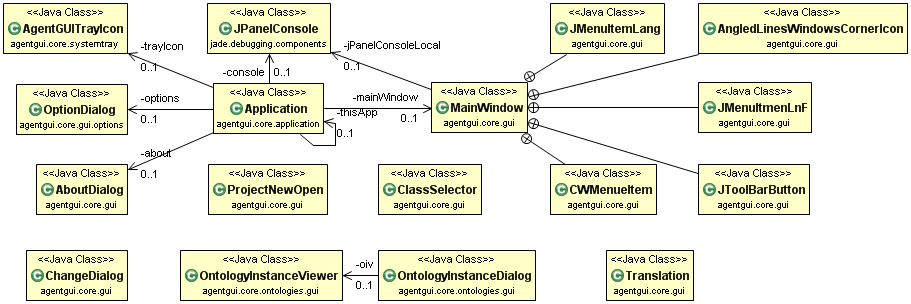 <<Java Class>>
AgentGUITrayIcon
agentgui.core.systemtray
<<Java Class>>
JPanelConsole
jade.debugging.components
<<Java Class>>
JMenuItemLang
agentgui.core.gui
<<Java Class>>
AngledLinesWindowsCornerIcon
agentgui.core.gui
-trayIcon
0..1
-console
0..1
-jPanelConsoleLocal
0..1
<<Java Class>>
OptionDialog
agentgui.core.gui.options
-options
0..1
<<Java Class>>
Application
agentgui.core.application
-mainWindow
0..1
-thisApp
0..1
<<Java Class>>
MainWindow
agentgui.core.gui
<<Java Class>>
JMenuItmenLnF
agentgui.core.gui
-about
0..1
<<Java Class>>
AboutDialog
agentgui.core.gui
<<Java Class>>
ProjectNewOpen
agentgui.core.gui
<<Java Class>>
ClassSelector
agentgui.core.gui
<<Java Class>>
CWMenueItem
agentgui.core.gui
<<Java Class>>
JToolBarButton
agentgui.core.gui
<<Java Class>>
ChangeDialog
agentgui.core.gui
<<Java Class>>
OntologyInstanceViewer
agentgui.core.ontologies.gui
-oiv
0..1
<<Java Class>>
OntologyInstanceDialog
agentgui.core.ontologies.gui
<<Java Class>>
Translation
agentgui.core.gui